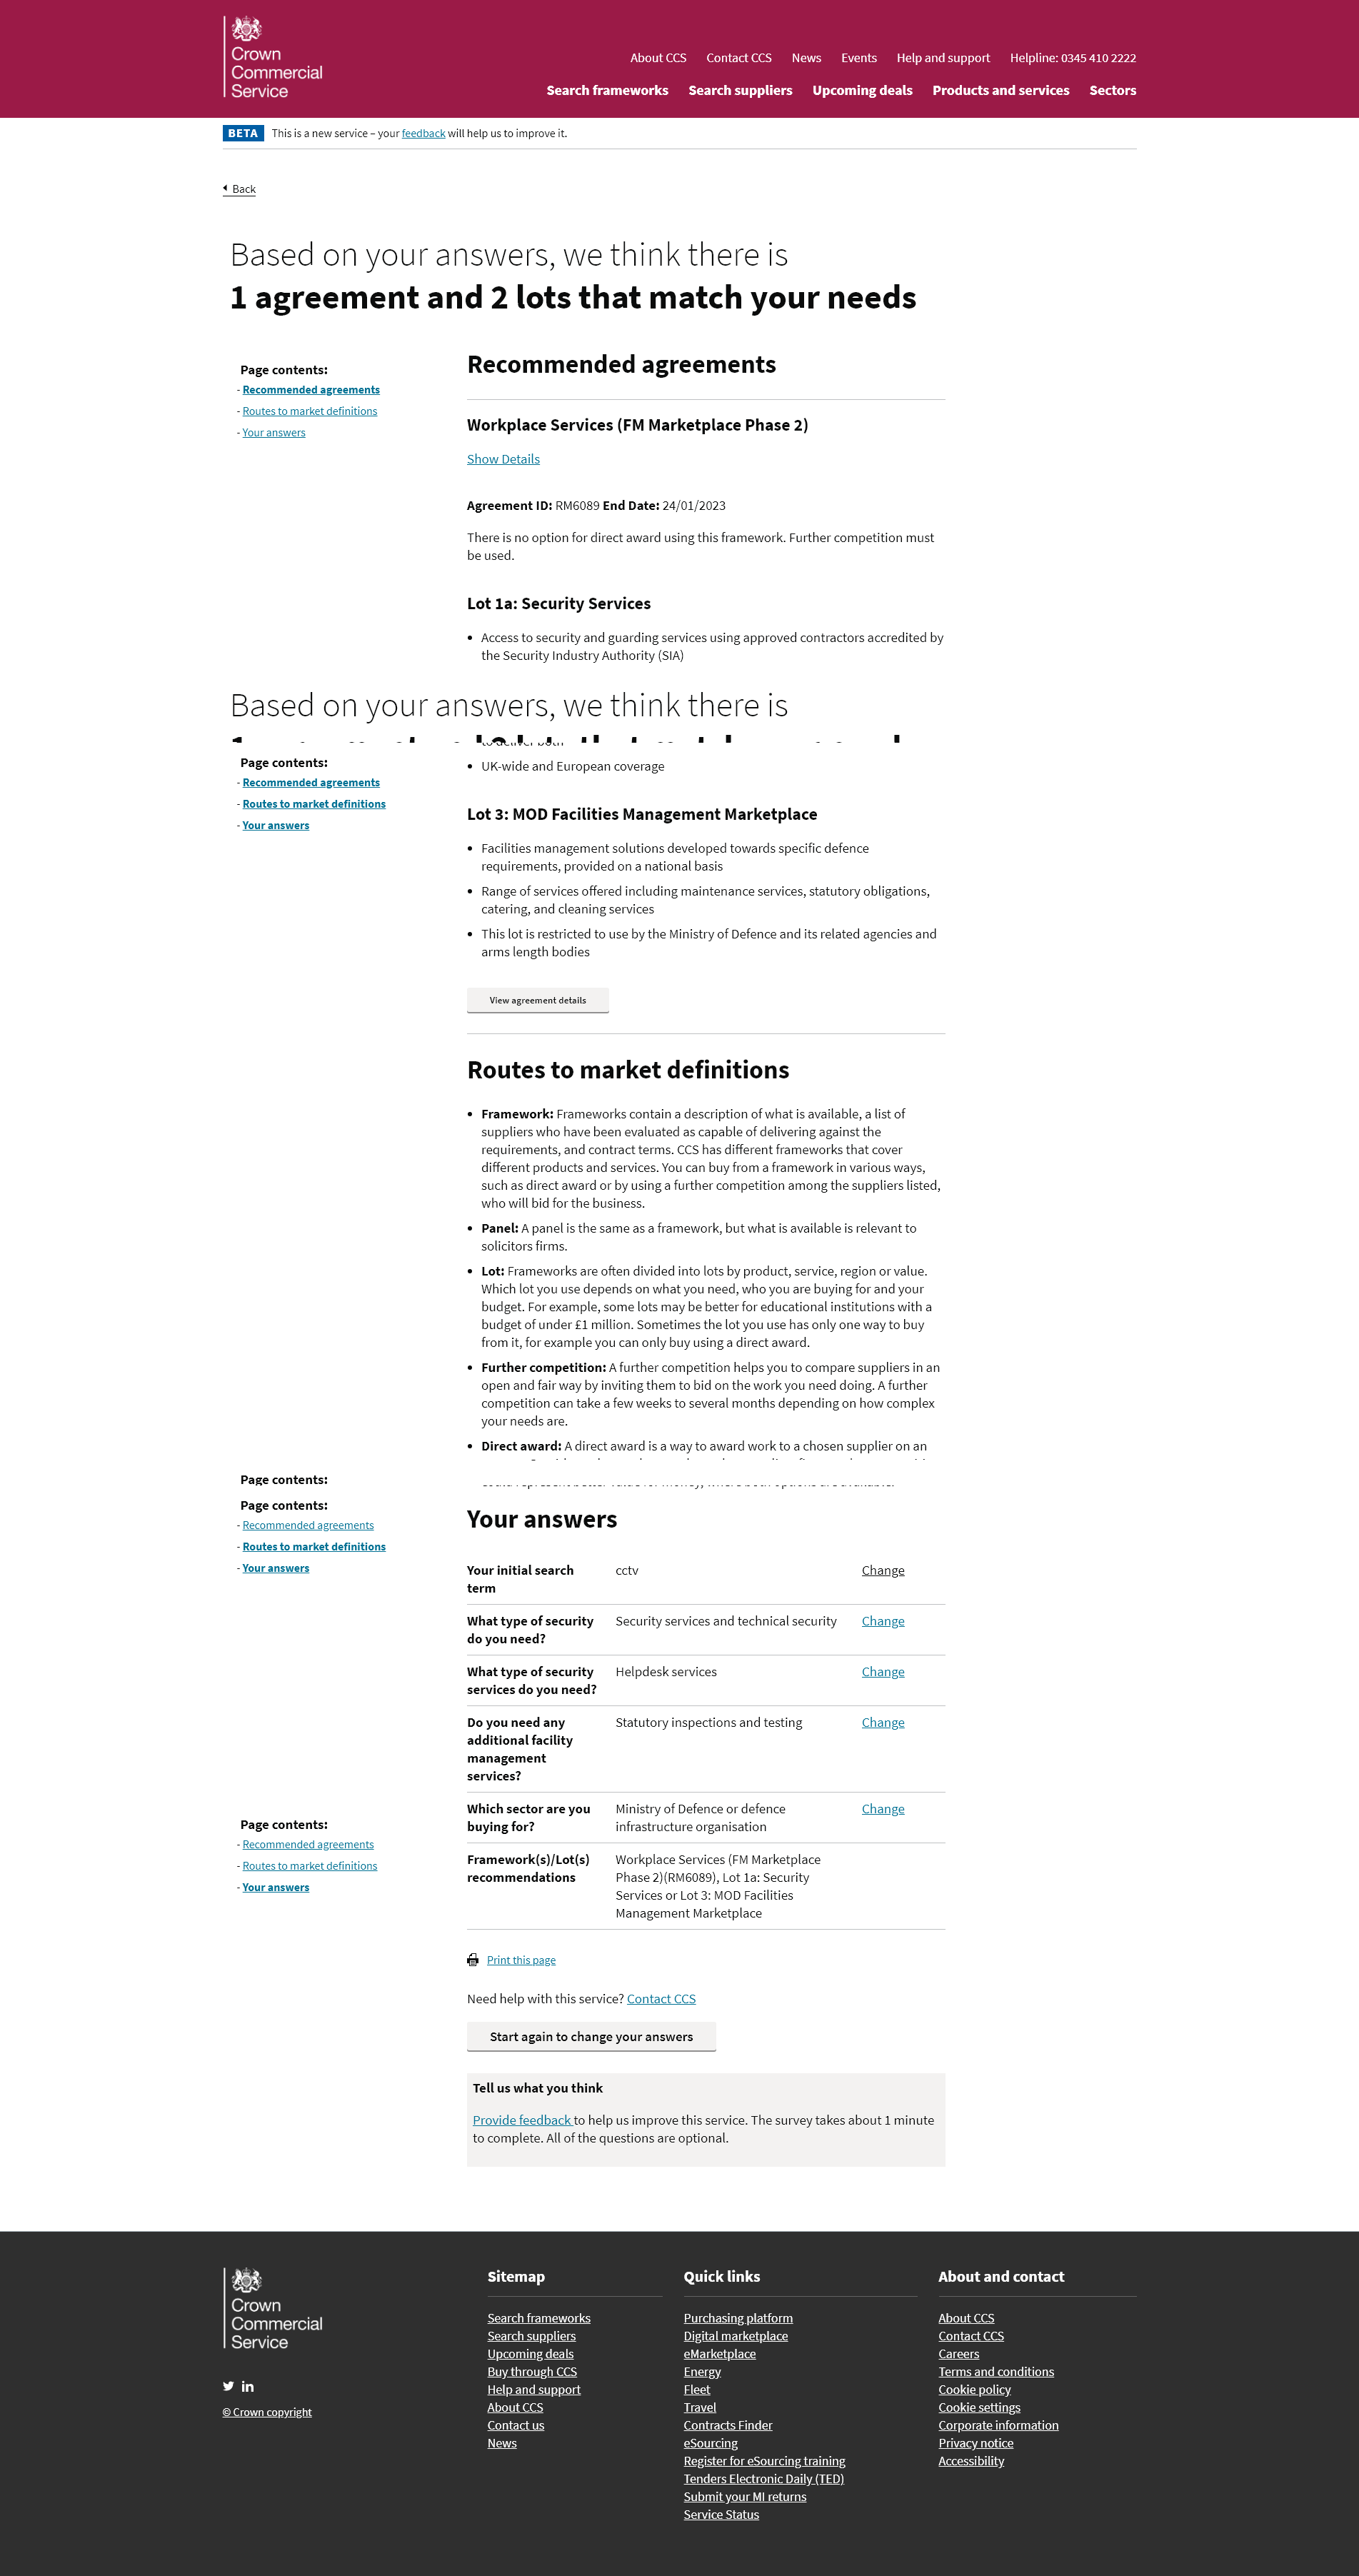 Crown
Commercial
Service
About CCS Contact CCS News Events Help and support Helpline: 0345 410 2222
Search frameworks Search suppliers Upcoming deals Products and services Sectors
BETA This is a new service – your feedback will help us to improve it.
Back
Based on your answers, we think there is
1 agreement and 2 lots that match your needs
Page contents:
- Recommended agreements
- Routes to market definitions
- Your answers
Recommended agreements
Workplace Services (FM Marketplace Phase 2)
Show Details
Agreement ID: RM6089 End Date: 24/01/2023
There is no option for direct award using this framework. Further competition must
be used.
Lot 1a: Security Services
• Access to security and guarding services using approved contractors accredited by
the Security Industry Authority (SIA)
Based on your answers, we think there is
Page contents:
- Recommended agreements
- Routes to market definitions
- Your answers
to deliver both
• UK-wide and European coverage
Lot 3: MOD Facilities Management Marketplace
• Facilities management solutions developed towards specific defence
requirements, provided on a national basis
• Range of services offered including maintenance services, statutory obligations,
catering, and cleaning services
• This lot is restricted to use by the Ministry of Defence and its related agencies and
arms length bodies
View agreement details
Routes to market definitions
• Framework: Frameworks contain a description of what is available, a list of
suppliers who have been evaluated as capable of delivering against the
requirements, and contract terms. CCS has different frameworks that cover
different products and services. You can buy from a framework in various ways,
such as direct award or by using a further competition among the suppliers listed,
who will bid for the business.
• Panel: A panel is the same as a framework, but what is available is relevant to
solicitors firms.
• Lot: Frameworks are often divided into lots by product, service, region or value.
Which lot you use depends on what you need, who you are buying for and your
budget. For example, some lots may be better for educational institutions with a
budget of under £1 million. Sometimes the lot you use has only one way to buy
from it, for example you can only buy using a direct award.
• Further competition: A further competition helps you to compare suppliers in an
open and fair way by inviting them to bid on the work you need doing. A further
competition can take a few weeks to several months depending on how complex
your needs are.
• Direct award: A direct award is a way to award work to a chosen supplier on an
Page contents:
Page contents:
- Recommended agreements
- Routes to market definitions
- Your answers
Your answers
Your initial search
term
cctv
Change
What type of security
do you need?
Security services and technical security
Change
What type of security
services do you need?
Helpdesk services
Change
Do you need any
additional facility
management
services?
Statutory inspections and testing
Change
Which sector are you
buying for?
Ministry of Defence or defence
infrastructure organisation
Change
Page contents:
- Recommended agreements
- Routes to market definitions
- Your answers
Framework(s)/Lot(s)
recommendations
Workplace Services (FM Marketplace
Phase 2)(RM6089), Lot 1a: Security
Services or Lot 3: MOD Facilities
Management Marketplace
Print this page
Need help with this service? Contact CCS
Start again to change your answers
Tell us what you think
Provide feedback to help us improve this service. The survey takes about 1 minute
to complete. All of the questions are optional.
Crown
Commercial
Service
© Crown copyright
Sitemap
Search frameworks
Search suppliers
Upcoming deals
Buy through CCS
Help and support
About CCS
Contact us
News
Quick links
Purchasing platform
Digital marketplace
eMarketplace
Energy
Fleet
Travel
Contracts Finder
eSourcing
Register for eSourcing training
Tenders Electronic Daily (TED)
Submit your MI returns
Service Status
About and contact
About CCS
Contact CCS
Careers
Terms and conditions
Cookie policy
Cookie settings
Corporate information
Privacy notice
Accessibility